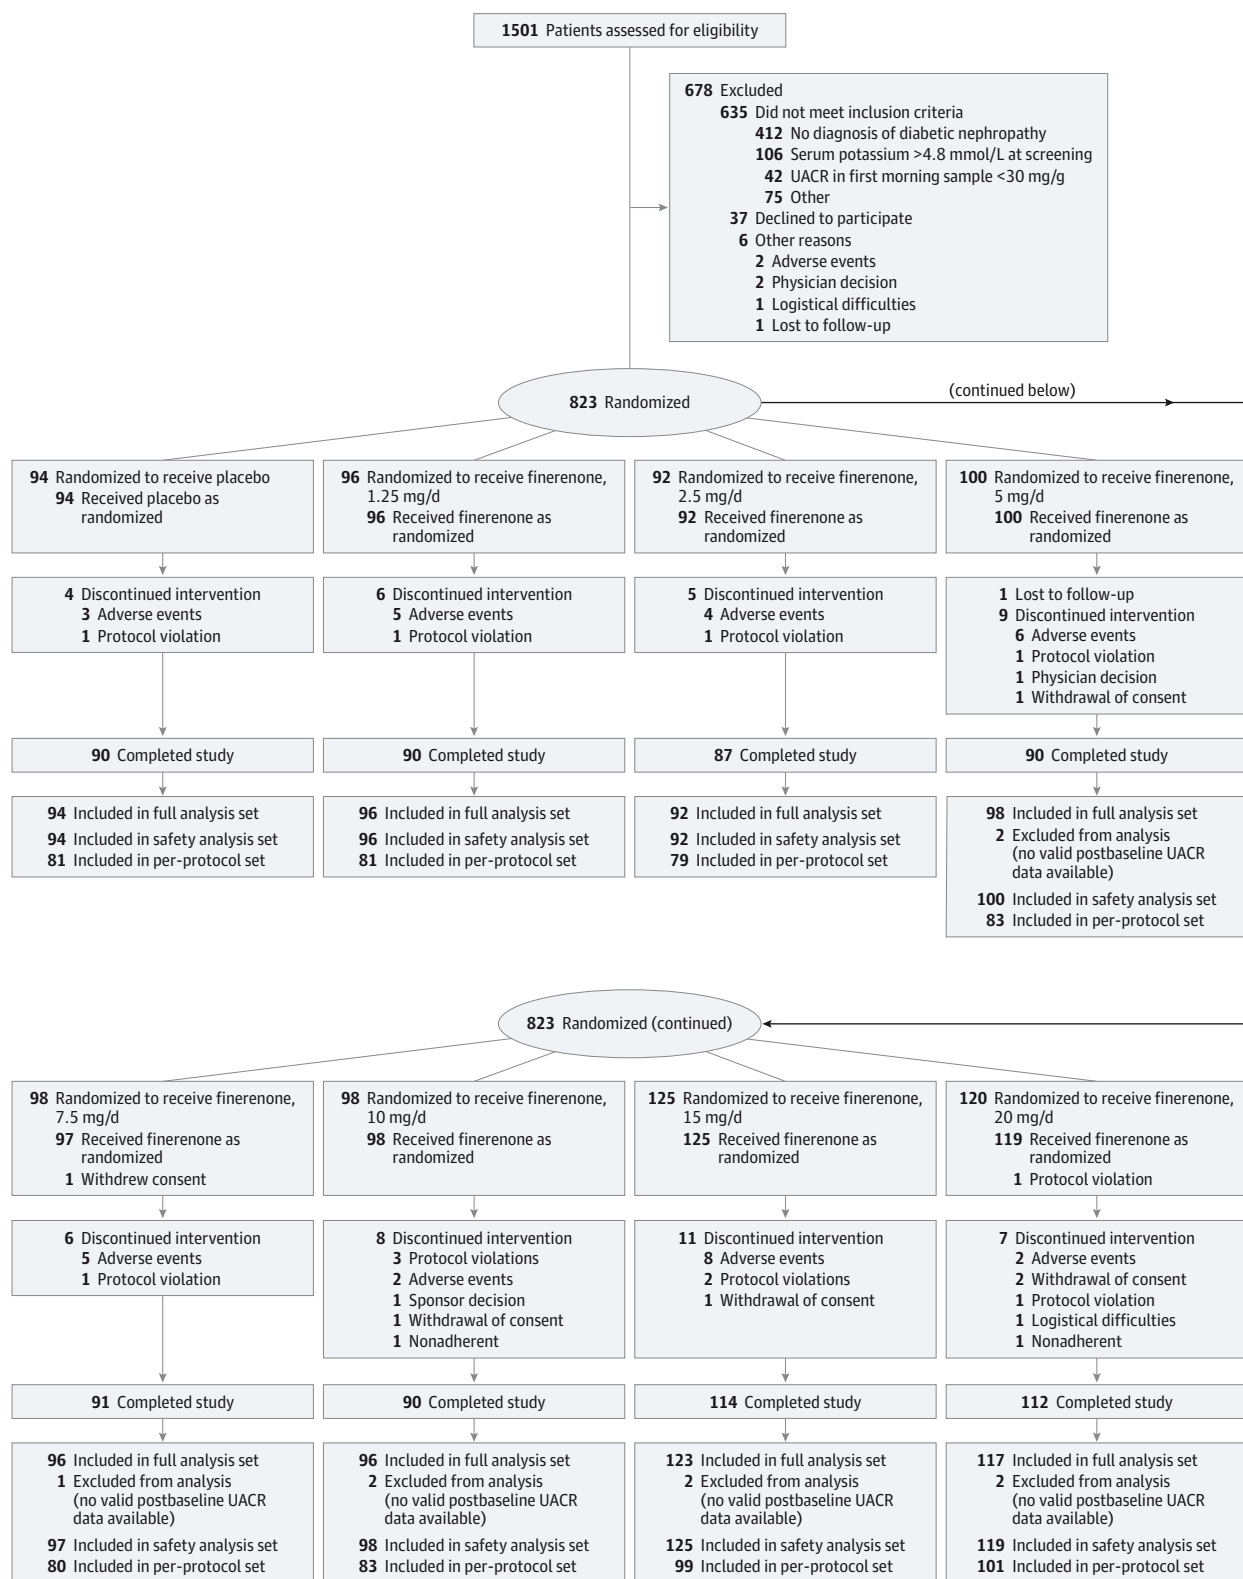 1501 Patients assessed for eligibility
678 Excluded
635 Did not meet inclusion criteria
412 No diagnosis of diabetic nephropathy
106 Serum potassium >4.8 mmol/L at screening
42 UACR in first morning sample <30 mg/g
75 Other
37 Declined to participate
6 Other reasons
2 Adverse events
2 Physician decision
1 Logistical difficulties
1 Lost to follow-up
823 Randomized
(continued below)
94 Randomized to receive placebo
94 Received placebo as
randomized
96 Randomized to receive finerenone,
1.25 mg/d
96 Received finerenone as
randomized
92 Randomized to receive finerenone,
2.5 mg/d
92 Received finerenone as
randomized
100 Randomized to receive finerenone,
5 mg/d
100 Received finerenone as
randomized
4 Discontinued intervention
3 Adverse events
1 Protocol violation
6 Discontinued intervention
5 Adverse events
1 Protocol violation
5 Discontinued intervention
4 Adverse events
1 Protocol violation
1 Lost to follow-up
9 Discontinued intervention
6 Adverse events
1 Protocol violation
1 Physician decision
1 Withdrawal of consent
90 Completed study
90 Completed study
87 Completed study
90 Completed study
94 Included in full analysis set
94 Included in safety analysis set
81 Included in per-protocol set
96 Included in full analysis set
96 Included in safety analysis set
81 Included in per-protocol set
92 Included in full analysis set
92 Included in safety analysis set
79 Included in per-protocol set
98 Included in full analysis set
2 Excluded from analysis
(no valid postbaseline UACR
data available)
100 Included in safety analysis set
83 Included in per-protocol set
823 Randomized (continued)
98 Randomized to receive finerenone,
7.5 mg/d
97 Received finerenone as
randomized
1 Withdrew consent
98 Randomized to receive finerenone,
10 mg/d
98 Received finerenone as
randomized
125 Randomized to receive finerenone,
15 mg/d
125 Received finerenone as
randomized
120 Randomized to receive finerenone,
20 mg/d
119 Received finerenone as
randomized
1 Protocol violation
6 Discontinued intervention
5 Adverse events
1 Protocol violation
8 Discontinued intervention
3 Protocol violations
2 Adverse events
1 Sponsor decision
1 Withdrawal of consent
1 Nonadherent
11 Discontinued intervention
8 Adverse events
2 Protocol violations
1 Withdrawal of consent
7 Discontinued intervention
2 Adverse events
2 Withdrawal of consent
1 Protocol violation
1 Logistical difficulties
1 Nonadherent
91 Completed study
90 Completed study
114 Completed study
112 Completed study
96 Included in full analysis set
1 Excluded from analysis
(no valid postbaseline UACR
data available)
97 Included in safety analysis set
80 Included in per-protocol set
96 Included in full analysis set
2 Excluded from analysis
(no valid postbaseline UACR
data available)
98 Included in safety analysis set
83 Included in per-protocol set
123 Included in full analysis set
2 Excluded from analysis
(no valid postbaseline UACR
data available)
125 Included in safety analysis set
99 Included in per-protocol set
117 Included in full analysis set
2 Excluded from analysis
(no valid postbaseline UACR
data available)
119 Included in safety analysis set
101 Included in per-protocol set